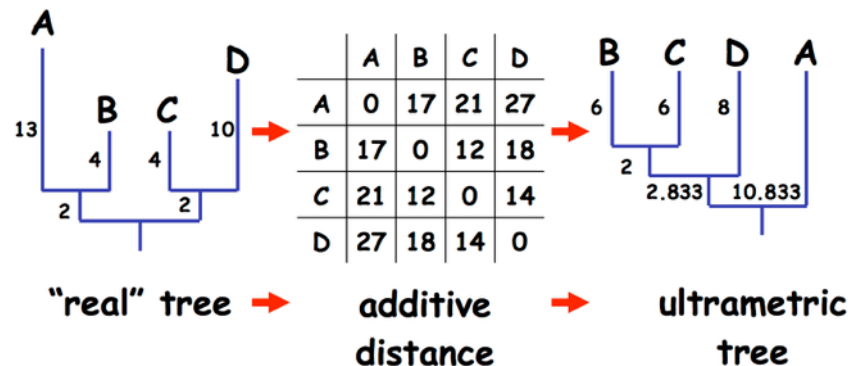 A
B
C
D
13
4
4
10
2
2
A B C D
A 0 17 21 27
B 17 0 12 18
C 21 12 0 14
D 27 18 14 0
B C D A
6
6
8
2
2.833
10.833
"real" tree
additive
distance
ultrametric
tree